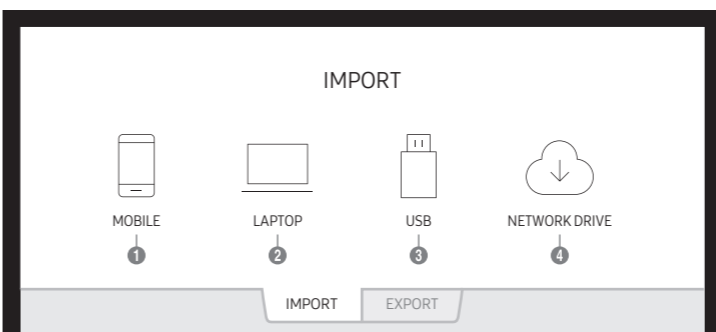 IMPORT
MOBILE LAPTOP USB NETWORK DRIVE
1 2 3 4
IMPORT EXPORT